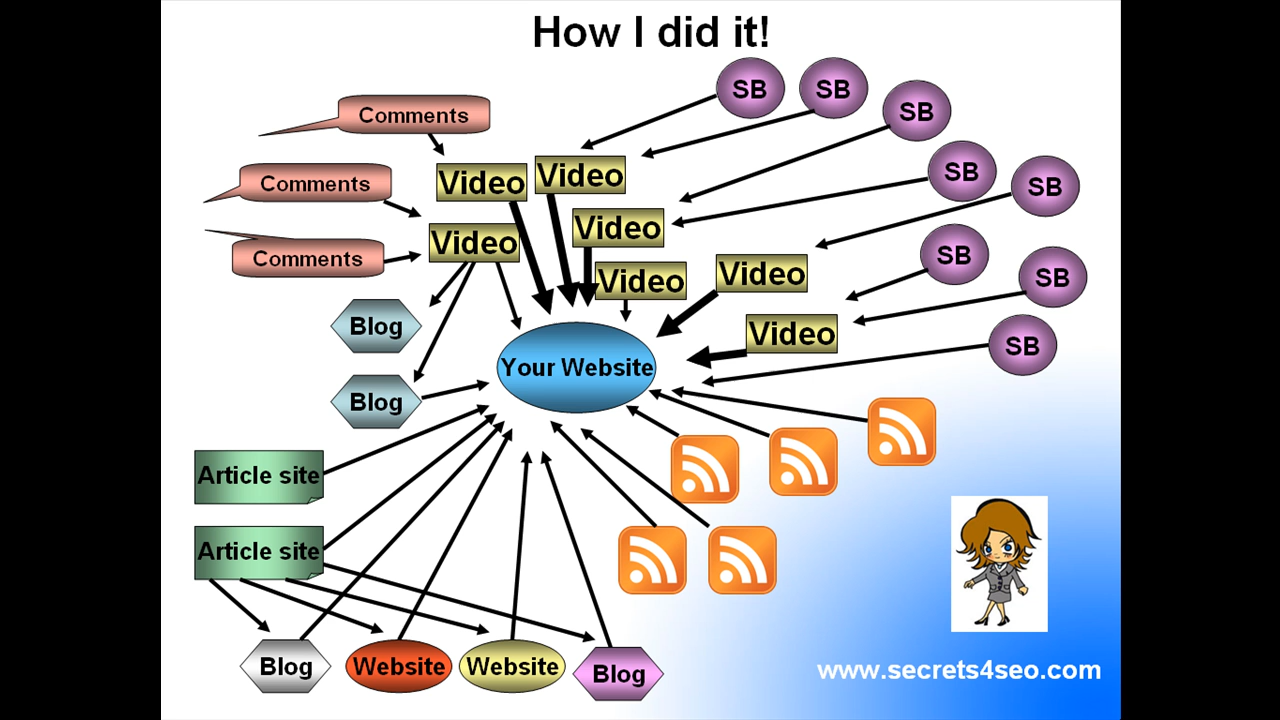 How I did it!
SB
SB
SB
Comments
Video
Video
SB
Comments
SB
Video
Video
SB
Comments
Video
Video
SB
Blog
Video
SB
Your Website
Blog
Article site
Article site
Blog
Website
Website
Blog
www.secrets4seo.com